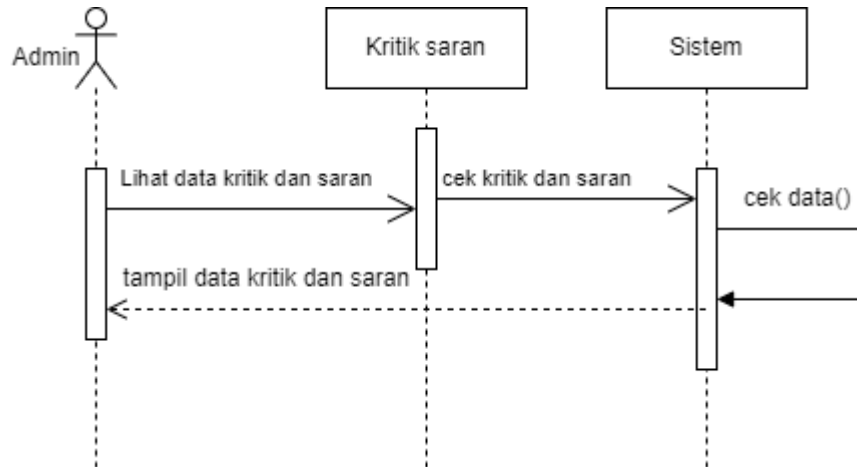 Admin
Kritik saran
Sistem
Lihat data kritik dan saran
cek kritik dan saran
cek data()
tampil data kritik dan saran